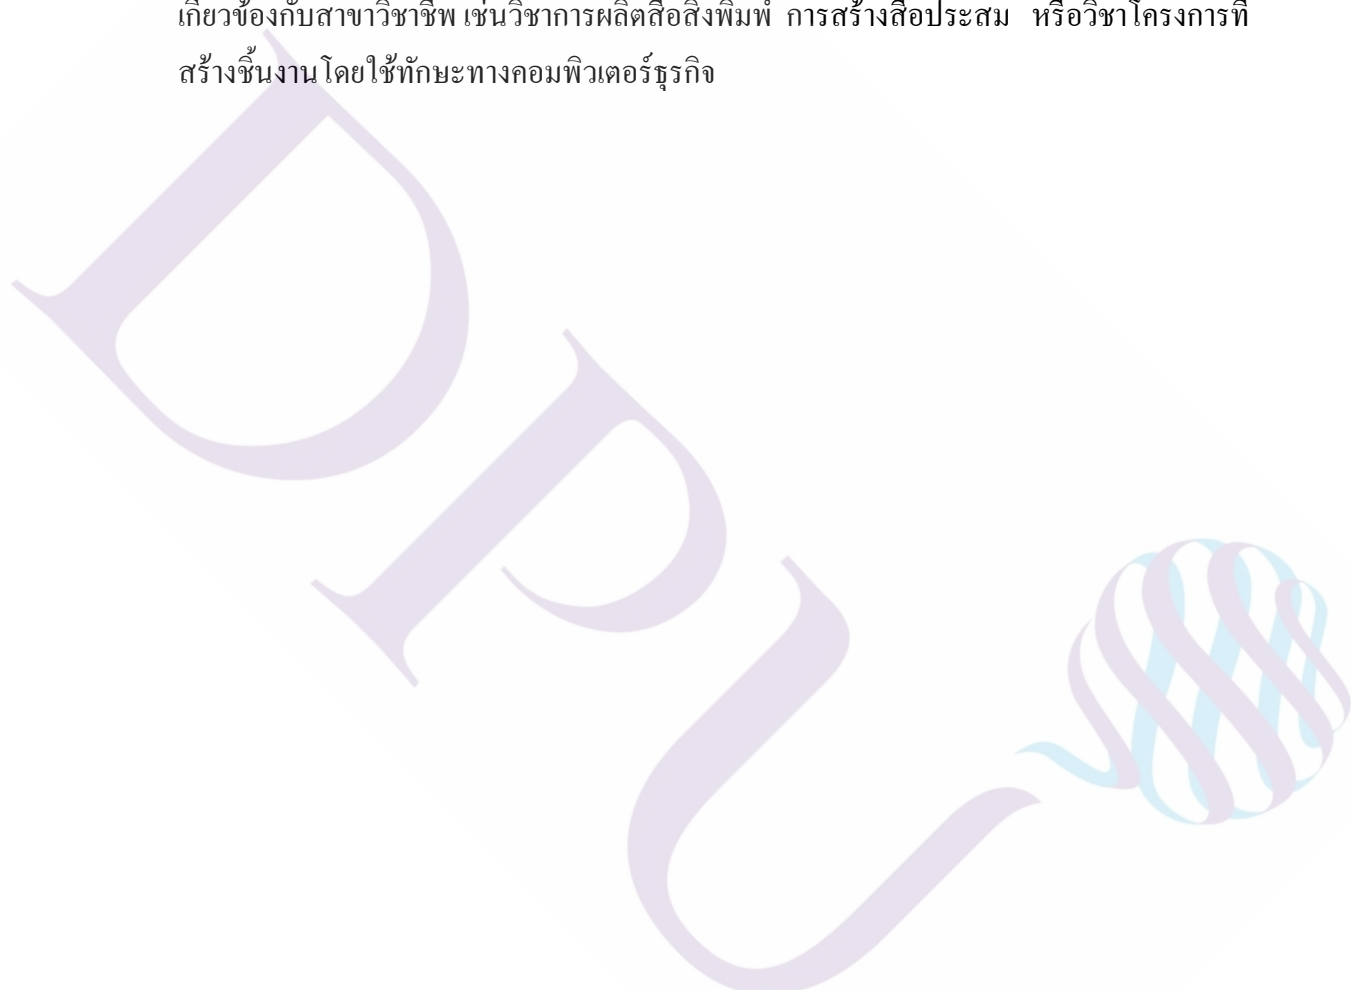 เกี่ยวข้องกับสาขาวิชาชีพ เช่นวิชาการผลิตสื่อสิ่งพิมพ์ การสร้างสื่อประสม หรือวิชาโครงการที่
สร้างชิ้นงานโดยใช้ทักษะทางคอมพิวเตอร์ธุรกิจ
DPU